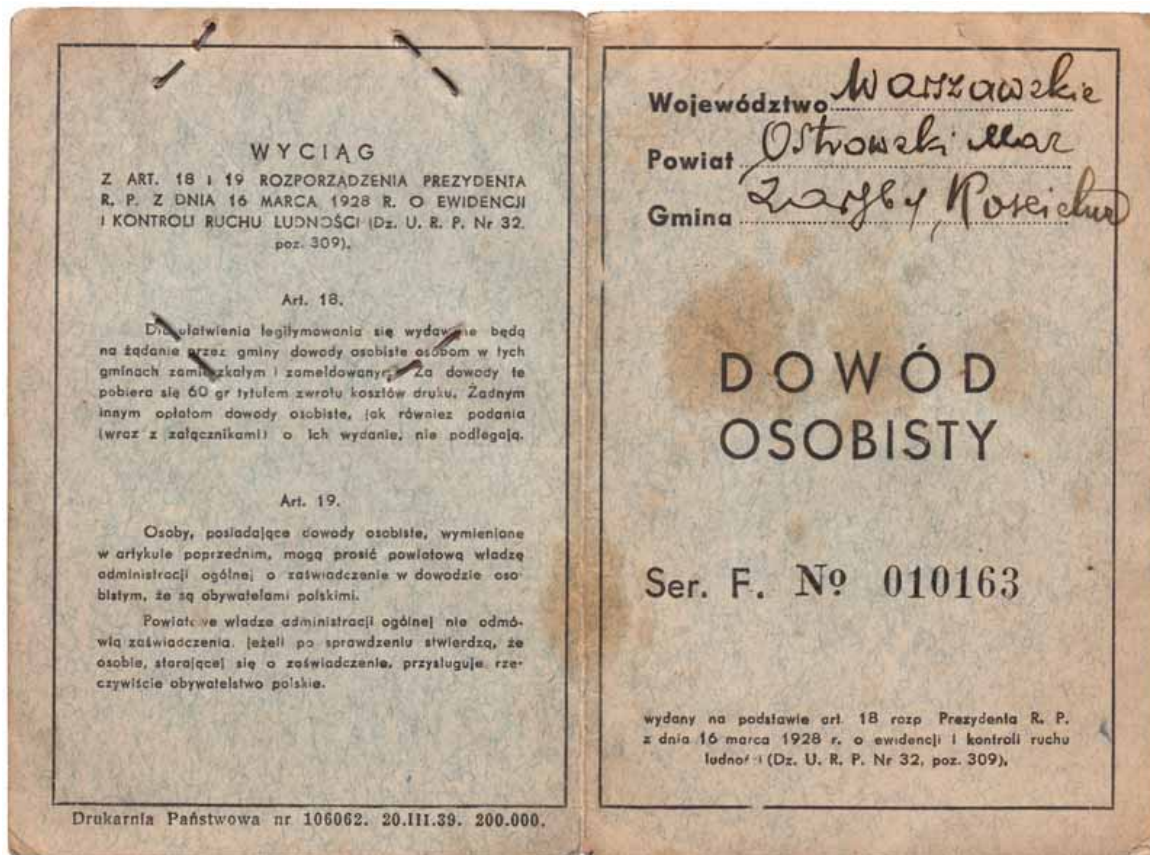 WYCIĄG
Z ART. 18 i 19 ROZPORZĄDZENIA PREZYDENTA
R. P. Z DNIA 16 MARCA 1928 R. O EWIDENCJI
I KONTROLI RUCHU LUDNOŚCI (Dz. U. R. P. Nr 32.
poz. 309).
Art. 18.
Dla ułatwienia legitymowania się wydawane będą
na żądanie przez gminy dowody osobiste osobom w tych
gminach zamieszkałym i zameldowanym. Za dowody te
pobiera się 60 gr tytułem zwrotu kosztów druku. Żadnym
innym opłatom dowody osobiste, jak również podania
(wraz z załącznikami) o ich wydanie, nie podlegają.
Art. 19.
Osoby, posiadające dowody osobiste, wymienione
w artykule poprzednim, mogą prosić powiatową władzę
administracji ogólnej o zaświadczenie w dowodzie oso-
bistym, że są obywatelami polskimi.
Powiatowe władze administracji ogólnej nie odmó-
wią zaświadczenia, jeżeli po sprawdzeniu stwierdzą, że
osobie, starającej się o zaświadczenie, przysługuje rze-
czywiście obywatelstwo polskie.
Drukarnia Państwowa nr 106062. 20.III.39. 200.000.
Województwo Warszawskie
Powiat Ostrowski Maz
Gmina Zaręby Kościelne
DOWÓD
OSOBISTY
Ser. F. Nº 010163
wydany na podstawie art. 18 rozp Prezydenta R. P.
z dnia 16 marca 1928 r. o ewidencji i kontroli ruchu
ludności (Dz. U. R. P. Nr 32, poz. 309).